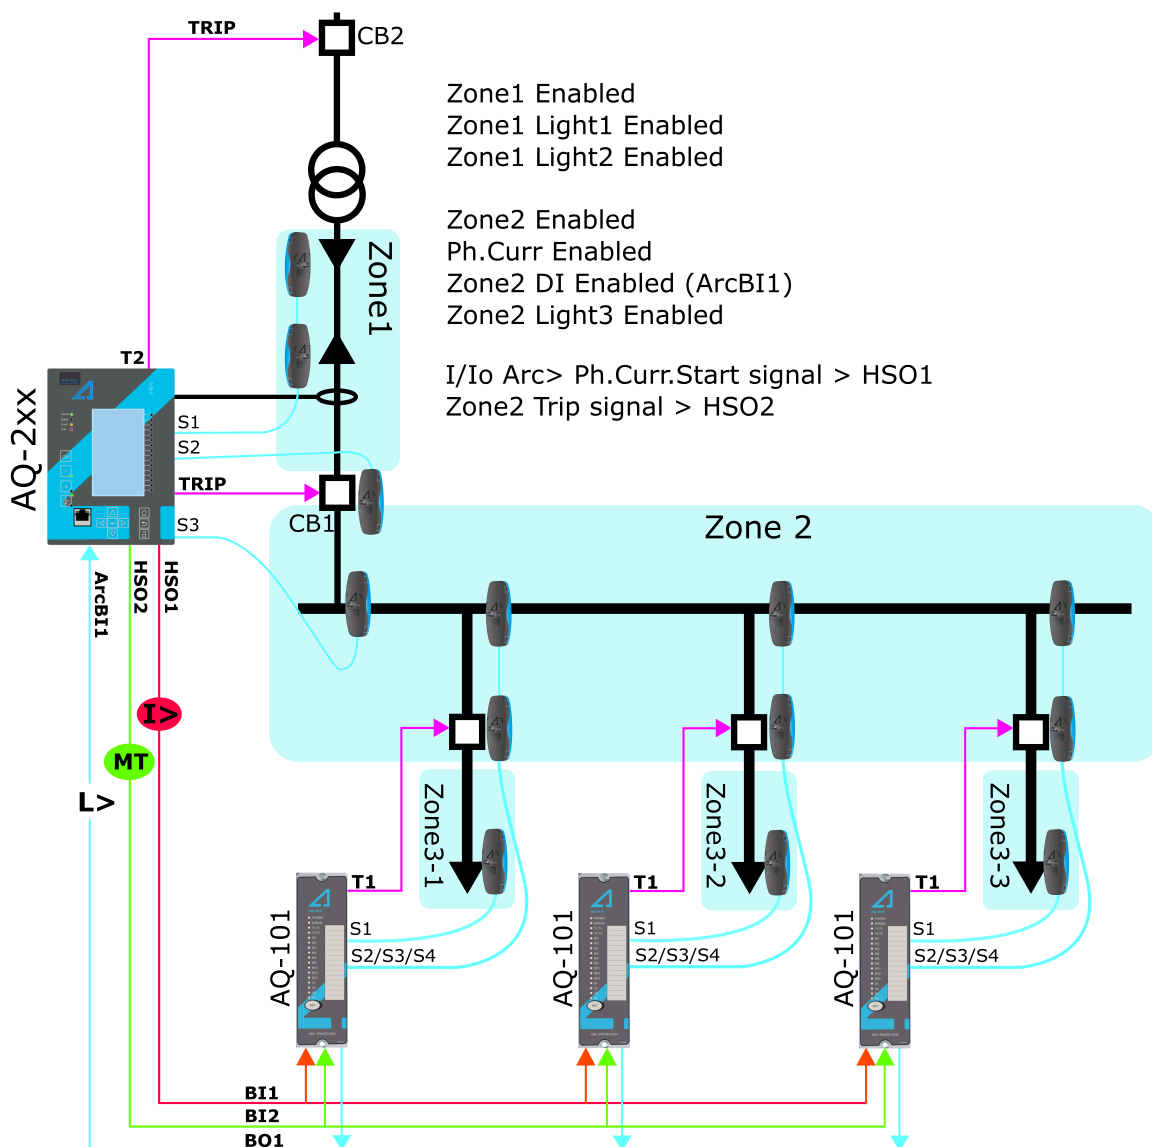 TRIP
CB2
Zone1 Enabled
Zone1 Light1 Enabled
Zone1 Light2 Enabled
Zone2 Enabled
Ph.Curr Enabled
Zone2 DI Enabled (ArcBI1)
Zone2 Light3 Enabled
I/Io Arc> Ph.Curr.Start signal > HSO1
Zone2 Trip signal > HSO2
Zone1
T2
AQ-2xx
S1
S2
TRIP
CB1
S3
Zone 2
ArcBI1
HSO2
HSO1
I>
MT
L>
Zone3-1
Zone3-2
Zone3-3
T1
T1
T1
AQ-101
AQ-101
AQ-101
S1
S1
S1
S2/S3/S4
S2/S3/S4
S2/S3/S4
BI1
BI2
BO1